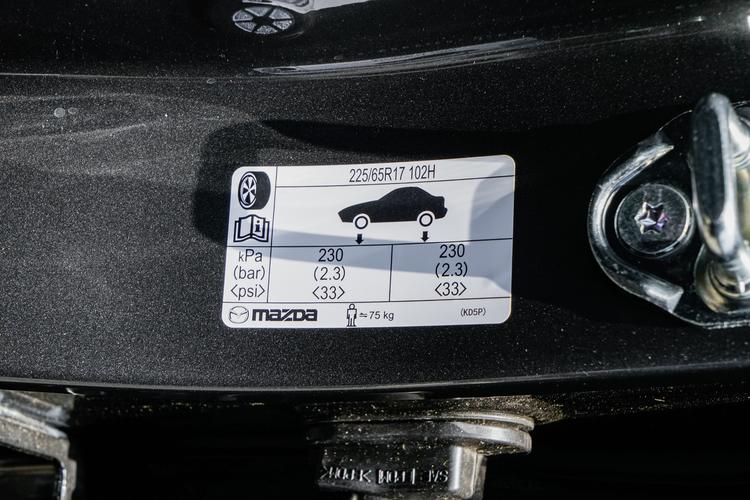 225/65R17 102H
kPa 230 230
(bar) (2.3) (2.3)
<psi> <33> <33>
mazda ≒75 kg (KD5P)